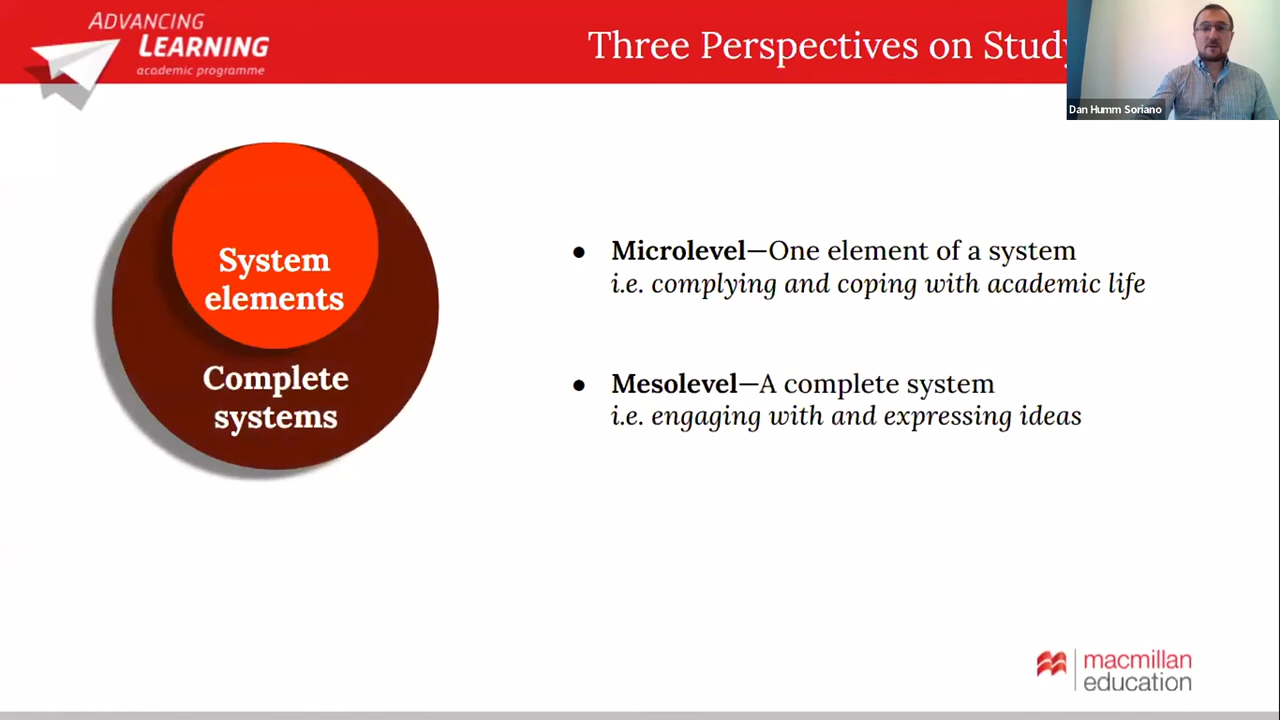 ADVANCING
LEARNING
academic programme
Three Perspectives on Study
Dan Humm Soriano
System
elements
Complete
systems
● Microlevel—One element of a system
i.e. complying and coping with academic life
● Mesolevel—A complete system
i.e. engaging with and expressing ideas
macmillan
education